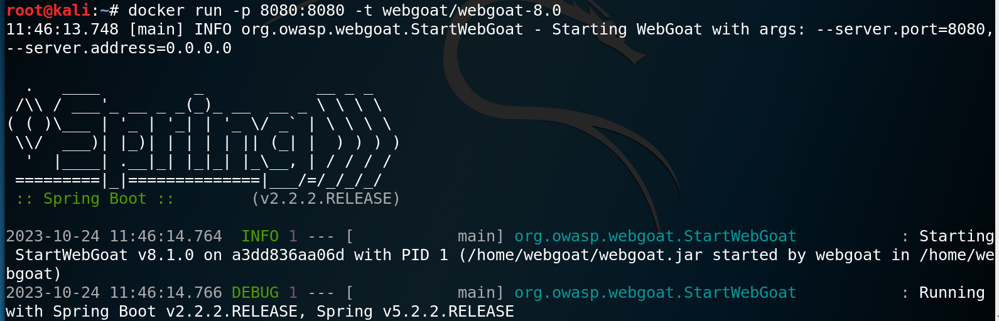 root@kali:~# docker run -p 8080:8080 -t webgoat/webgoat-8.0
11:46:13.748 [main] INFO org.owasp.webgoat.StartWebGoat - Starting WebGoat with args: --server.port=8080,
--server.address=0.0.0.0

  .   ____          _            __ _ _
 /\\ / ___'_ __ _ _(_)_ __  __ _ \ \ \ \
( ( )\___ | '_ | '_| | '_ \/ _` | \ \ \ \
 \\/  ___)| |_)| | | | | || (_| |  ) ) ) )
  '  |____| .__|_| |_|_| |_\__, | / / / /
 =========|_|==============|___/=/_/_/_/
 :: Spring Boot ::        (v2.2.2.RELEASE)

2023-10-24 11:46:14.764  INFO 1 --- [           main] org.owasp.webgoat.StartWebGoat           : Starting
 StartWebGoat v8.1.0 on a3dd836aa06d with PID 1 (/home/webgoat/webgoat.jar started by webgoat in /home/we
bgoat)
2023-10-24 11:46:14.766 DEBUG 1 --- [           main] org.owasp.webgoat.StartWebGoat           : Running
with Spring Boot v2.2.2.RELEASE, Spring v5.2.2.RELEASE